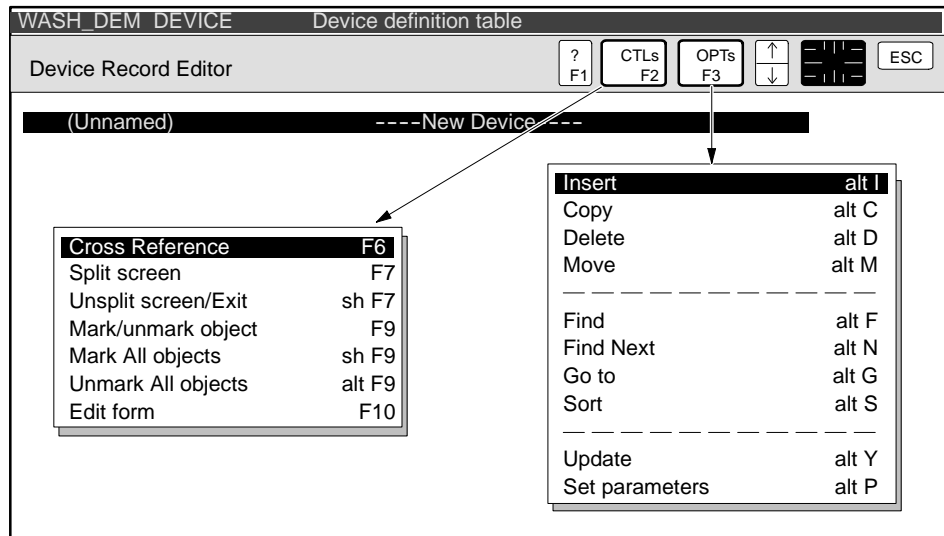 WASH_DEM DEVICE Device definition table
Device Record Editor
? F1
CTLs F2
OPTs F3
↑ ↓
ESC
(Unnamed) ----New Device----
Cross Reference F6
Split screen F7
Unsplit screen/Exit sh F7
Mark/unmark object F9
Mark All objects sh F9
Unmark All objects alt F9
Edit form F10
Insert alt I
Copy alt C
Delete alt D
Move alt M
Find alt F
Find Next alt N
Go to alt G
Sort alt S
Update alt Y
Set parameters alt P